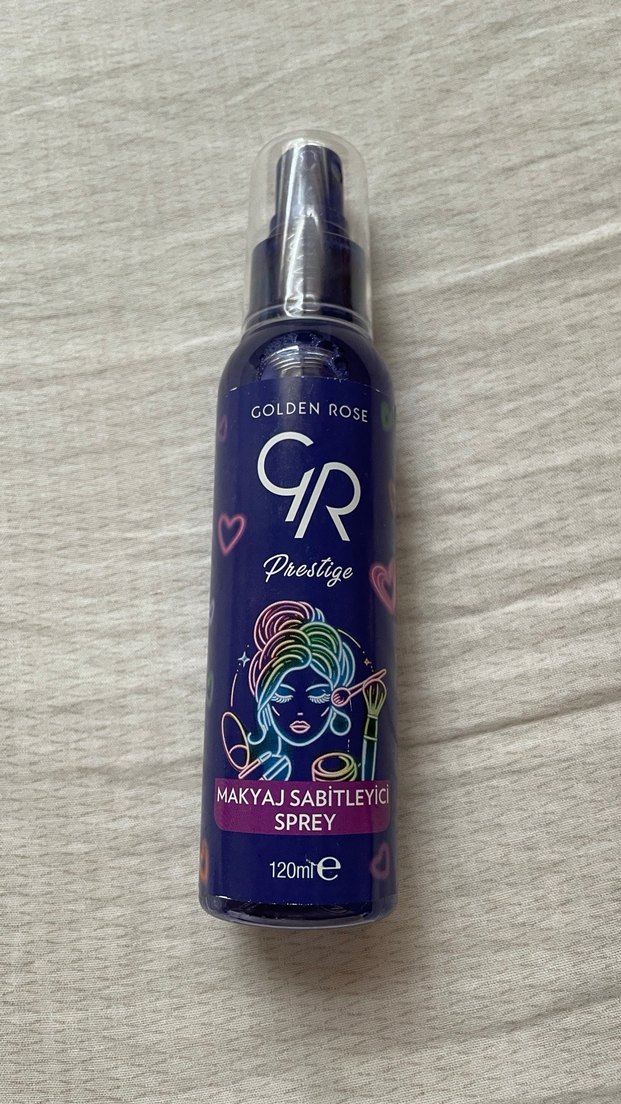 GOLDEN ROSE
GR
Prestige
MAKYAJ SABİTLEYİCİ
SPREY
120ml e